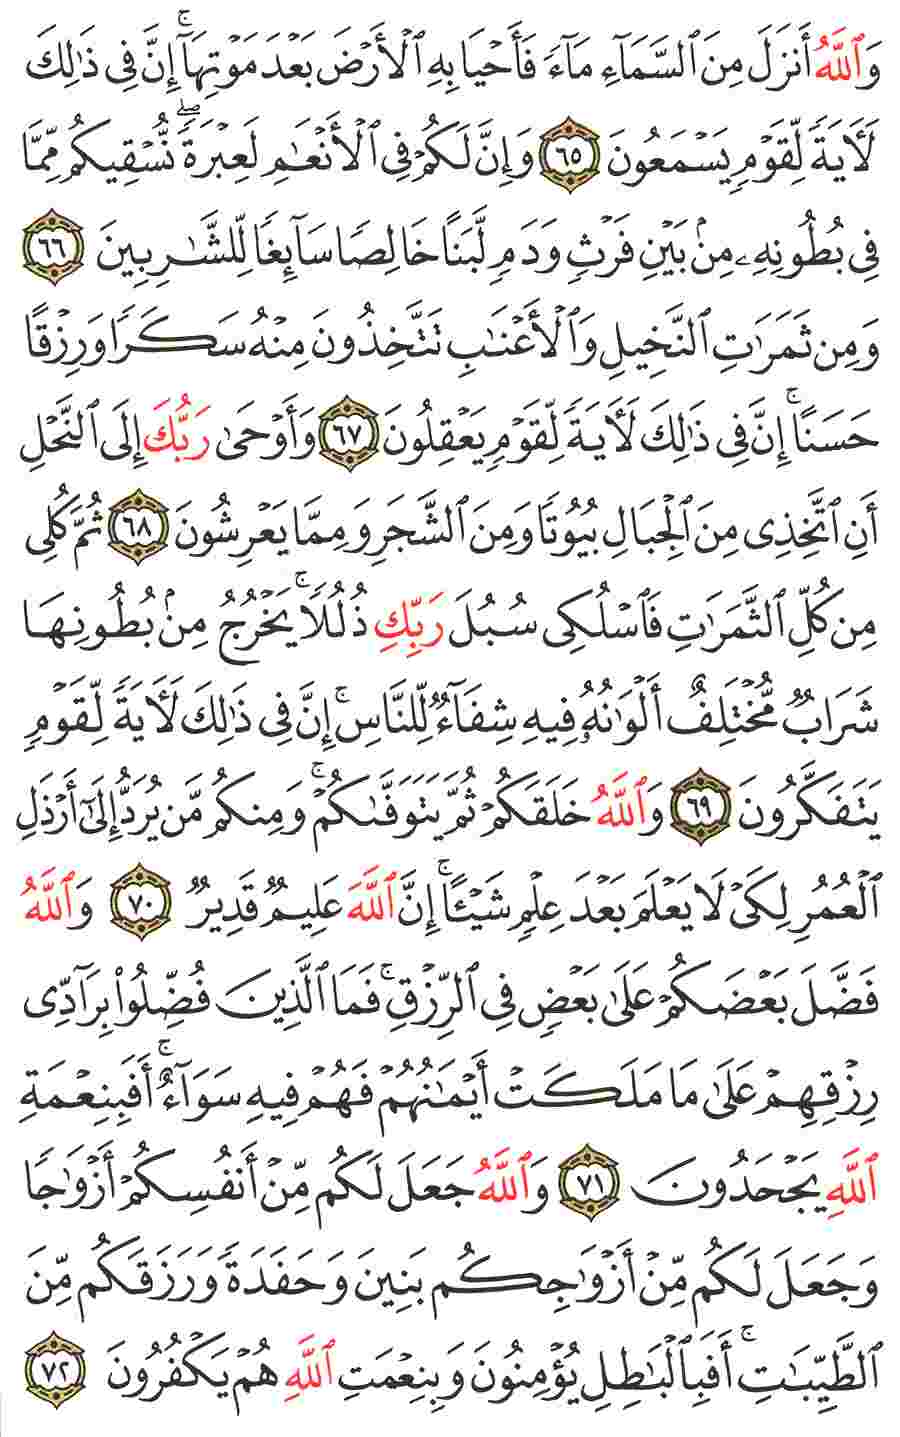 وَٱللَّهُ أَنزَلَ مِنَ ٱلسَّمَآءِ مَآءٗ فَأَحۡيَا بِهِ ٱلۡأَرۡضَ بَعۡدَ مَوۡتِهَآۚ إِنَّ فِي ذَٰلِكَ
لَأٓيَةٗ لِّقَوۡمٖ يَسۡمَعُونَ ٦٥ وَإِنَّ لَكُمۡ فِي ٱلۡأَنۡعَٰمِ لَعِبۡرَةٗۖ نُّسۡقِيكُم مِّمَّا
فِي بُطُونِهِۦ مِنۢ بَيۡنِ فَرۡثٖ وَدَمٖ لَّبَنًا خَالِصٗا سَآئِغٗا لِّلشَّٰرِبِينَ ٦٦
وَمِن ثَمَرَٰتِ ٱلنَّخِيلِ وَٱلۡأَعۡنَٰبِ تَتَّخِذُونَ مِنۡهُ سَكَرٗا وَرِزۡقًا
حَسَنًاۚ إِنَّ فِي ذَٰلِكَ لَأٓيَةٗ لِّقَوۡمٖ يَعۡقِلُونَ ٦٧ وَأَوۡحَىٰ رَبُّكَ إِلَى ٱلنَّحۡلِ
أَنِ ٱتَّخِذِي مِنَ ٱلۡجِبَالِ بُيُوتٗا وَمِنَ ٱلشَّجَرِ وَمِمَّا يَعۡرِشُونَ ٦٨ ثُمَّ كُلِي
مِن كُلِّ ٱلثَّمَرَٰتِ فَٱسۡلُكِي سُبُلَ رَبِّكِ ذُلُلٗاۚ يَخۡرُجُ مِنۢ بُطُونِهَا
شَرَابٞ مُّخۡتَلِفٌ أَلۡوَٰنُهُۥ فِيهِ شِفَآءٞ لِّلنَّاسِۚ إِنَّ فِي ذَٰلِكَ لَأٓيَةٗ لِّقَوۡمٖ
يَتَفَكَّرُونَ ٦٩ وَٱللَّهُ خَلَقَكُمۡ ثُمَّ يَتَوَفَّىٰكُمۡۚ وَمِنكُم مَّن يُرَدُّ إِلَىٰٓ أَرۡذَلِ
ٱلۡعُمُرِ لِكَيۡ لَا يَعۡلَمَ بَعۡدَ عِلۡمٖ شَيۡـًٔاۚ إِنَّ ٱللَّهَ عَلِيمٞ قَدِيرٞ ٧٠ وَٱللَّهُ
فَضَّلَ بَعۡضَكُمۡ عَلَىٰ بَعۡضٖ فِي ٱلرِّزۡقِۚ فَمَا ٱلَّذِينَ فُضِّلُواْ بِرَآدِّي
رِزۡقِهِمۡ عَلَىٰ مَا مَلَكَتۡ أَيۡمَٰنُهُمۡ فَهُمۡ فِيهِ سَوَآءٌۚ أَفَبِنِعۡمَةِ
ٱللَّهِ يَجۡحَدُونَ ٧١ وَٱللَّهُ جَعَلَ لَكُم مِّنۡ أَنفُسِكُمۡ أَزۡوَٰجٗا
وَجَعَلَ لَكُم مِّنۡ أَزۡوَٰجِكُم بَنِينَ وَحَفَدَةٗ وَرَزَقَكُم مِّنَ
ٱلطَّيِّبَٰتِۚ أَفَبِٱلۡبَٰطِلِ يُؤۡمِنُونَ وَبِنِعۡمَتِ ٱللَّهِ هُمۡ يَكۡفُرُونَ ٧٢